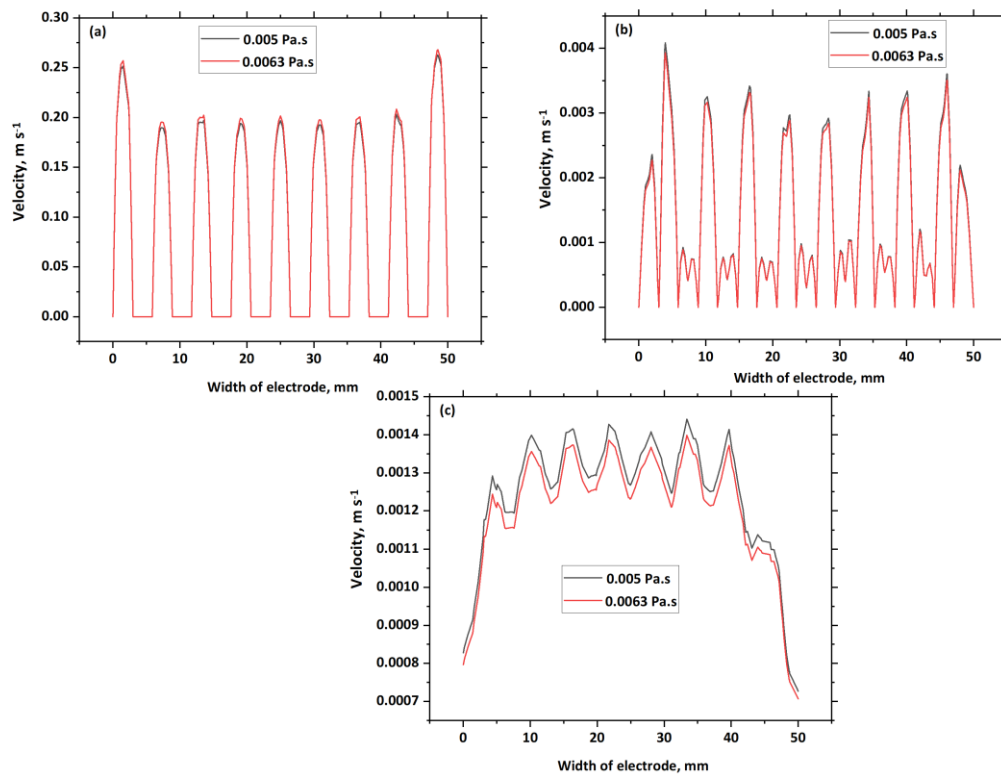 (a)
0.005 Pa.s
0.0063 Pa.s
0.30
0.25
0.20
0.15
0.10
0.05
0.00
Velocity, m s⁻¹
0 10 20 30 40 50
Width of electrode, mm
(b)
0.005 Pa.s
0.0063 Pa.s
0.004
0.003
0.002
0.001
0.000
Velocity, m s⁻¹
0 10 20 30 40 50
Width of electrode, mm
(c)
0.0015
0.0014
0.0013
0.0012
0.0011
0.0010
0.0009
0.0008
0.0007
Velocity, m s⁻¹
0.005 Pa.s
0.0063 Pa.s
0 10 20 30 40 50
Width of electrode, mm